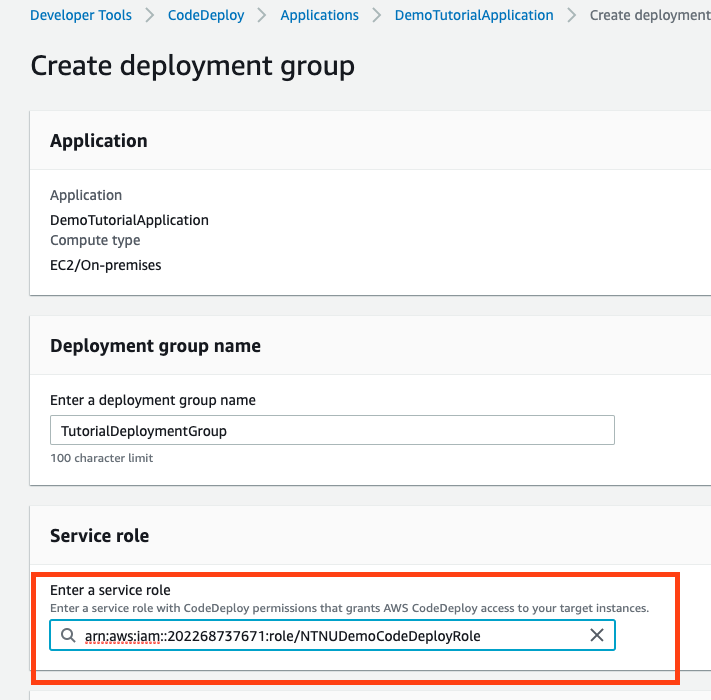 Developer Tools > CodeDeploy > Applications > DemoTutorialApplication > Create deployment
Create deployment group
Application
Application
DemoTutorialApplication
Compute type
EC2/On-premises
Deployment group name
Enter a deployment group name
TutorialDeploymentGroup
100 character limit
Service role
Enter a service role
Enter a service role with CodeDeploy permissions that grants AWS CodeDeploy access to your target instances.
arn:aws:iam::202268737671:role/NTNUDemoCodeDeployRole